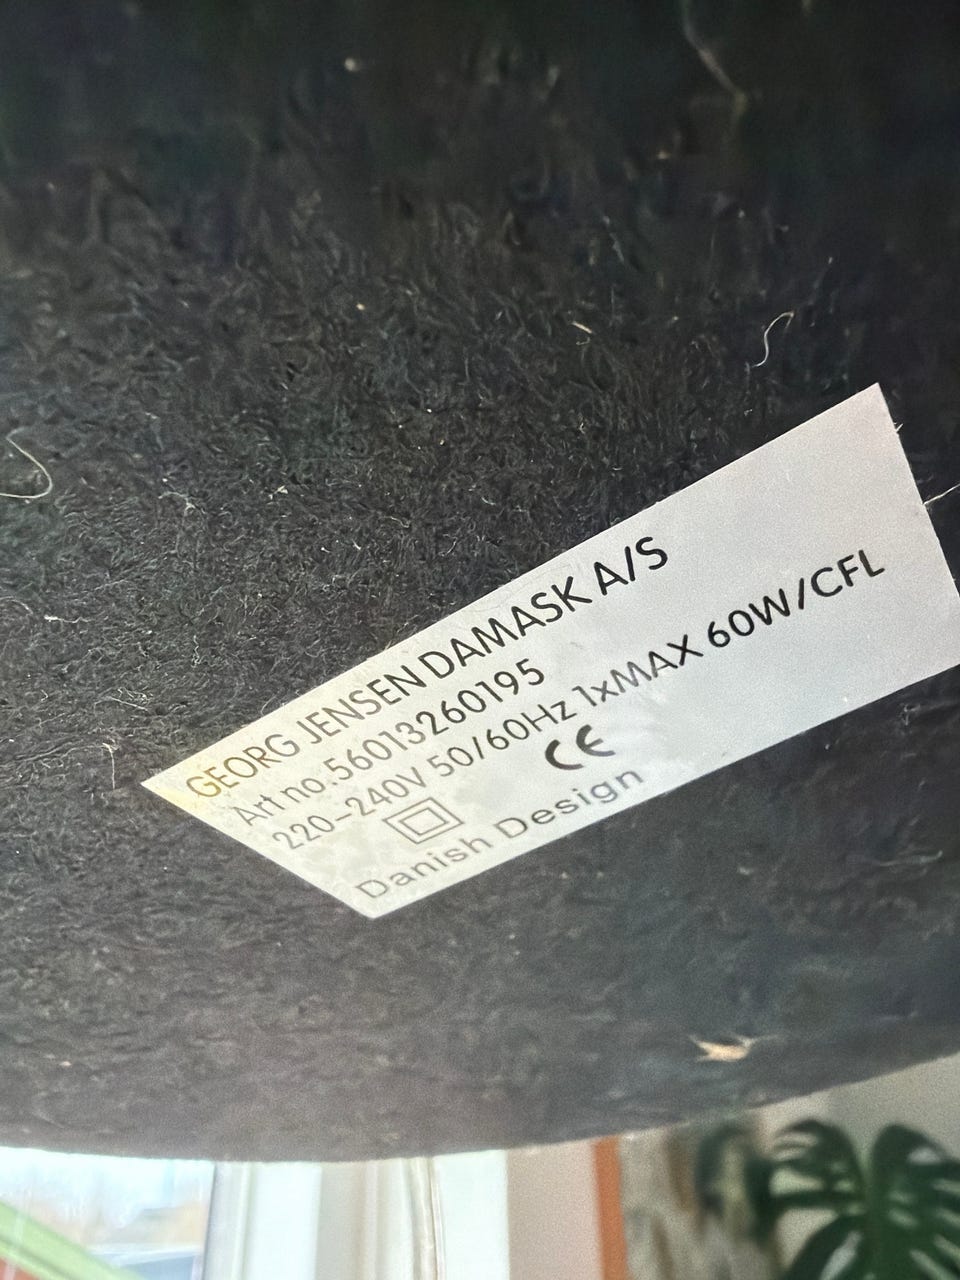 GEORG JENSEN DAMASK A/S
Art no.56013260195
220-240V 50/60Hz 1xMAX 60W/CFL
CE
Danish Design